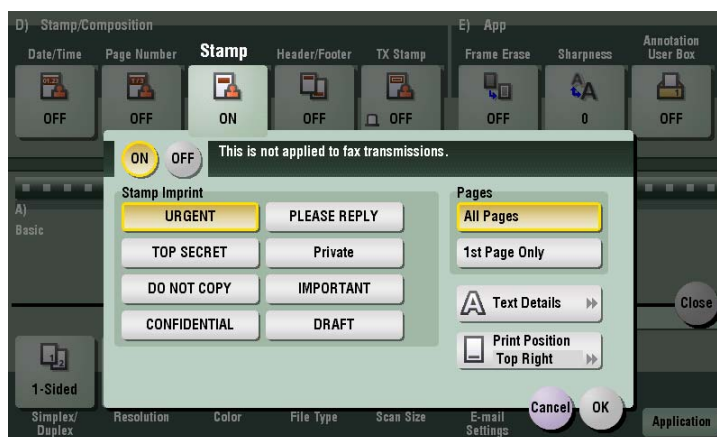 D) Stamp/Composition
E) App
Date/Time
Page Number
Stamp
Header/Footer
TX Stamp
Frame Erase
Sharpness
Annotation
User Box
OFF
OFF
ON
OFF
OFF
OFF
0
OFF
ON
OFF
This is not applied to fax transmissions.
Stamp Imprint
Pages
URGENT
PLEASE REPLY
All Pages
TOP SECRET
Private
1st Page Only
DO NOT COPY
IMPORTANT
CONFIDENTIAL
DRAFT
Text Details
Print Position
Top Right
A)
Basic
Close
1-Sided
Cancel
OK
Simplex/
Duplex
Resolution
Color
File Type
Scan Size
E-mail
Settings
Application